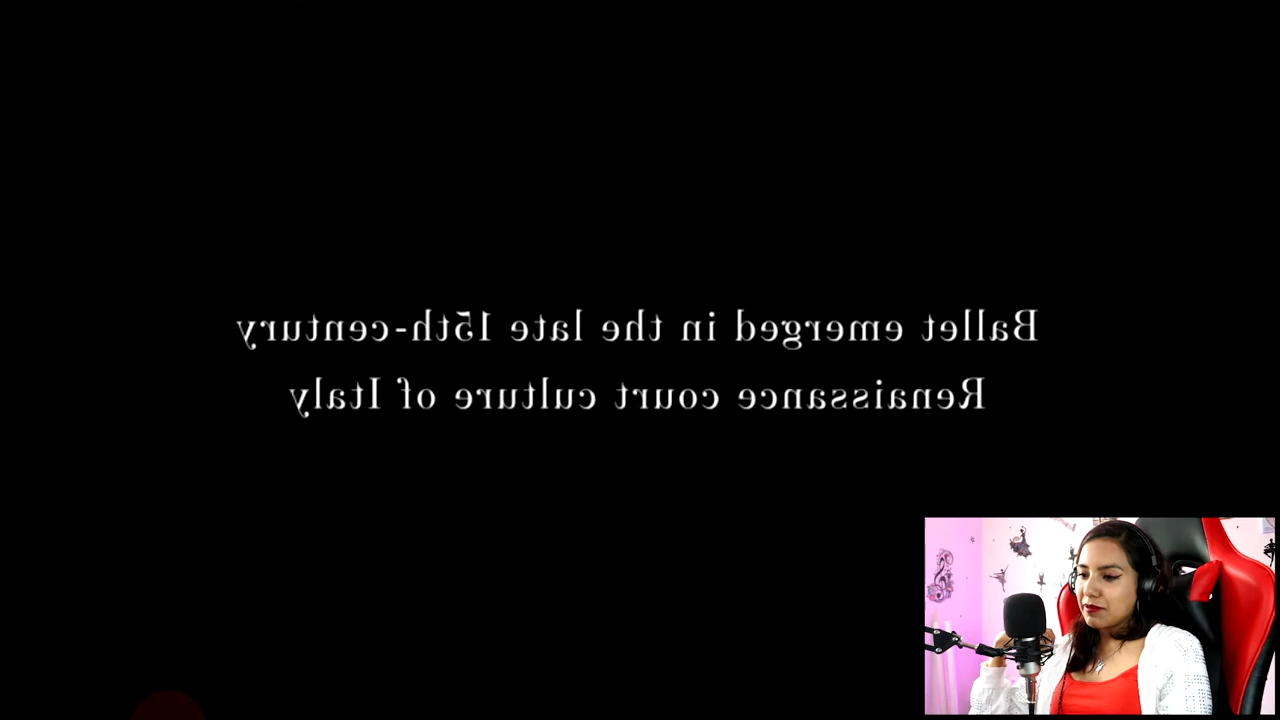 Ballet emerged in the late 15th-century
Renaissance court culture of Italy